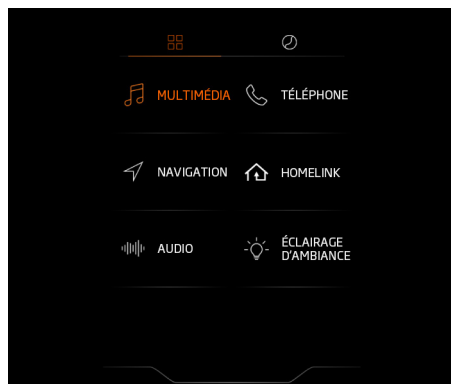 MULTIMÉDIA
TÉLÉPHONE
NAVIGATION
HOMELINK
AUDIO
ÉCLAIRAGE
D'AMBIANCE